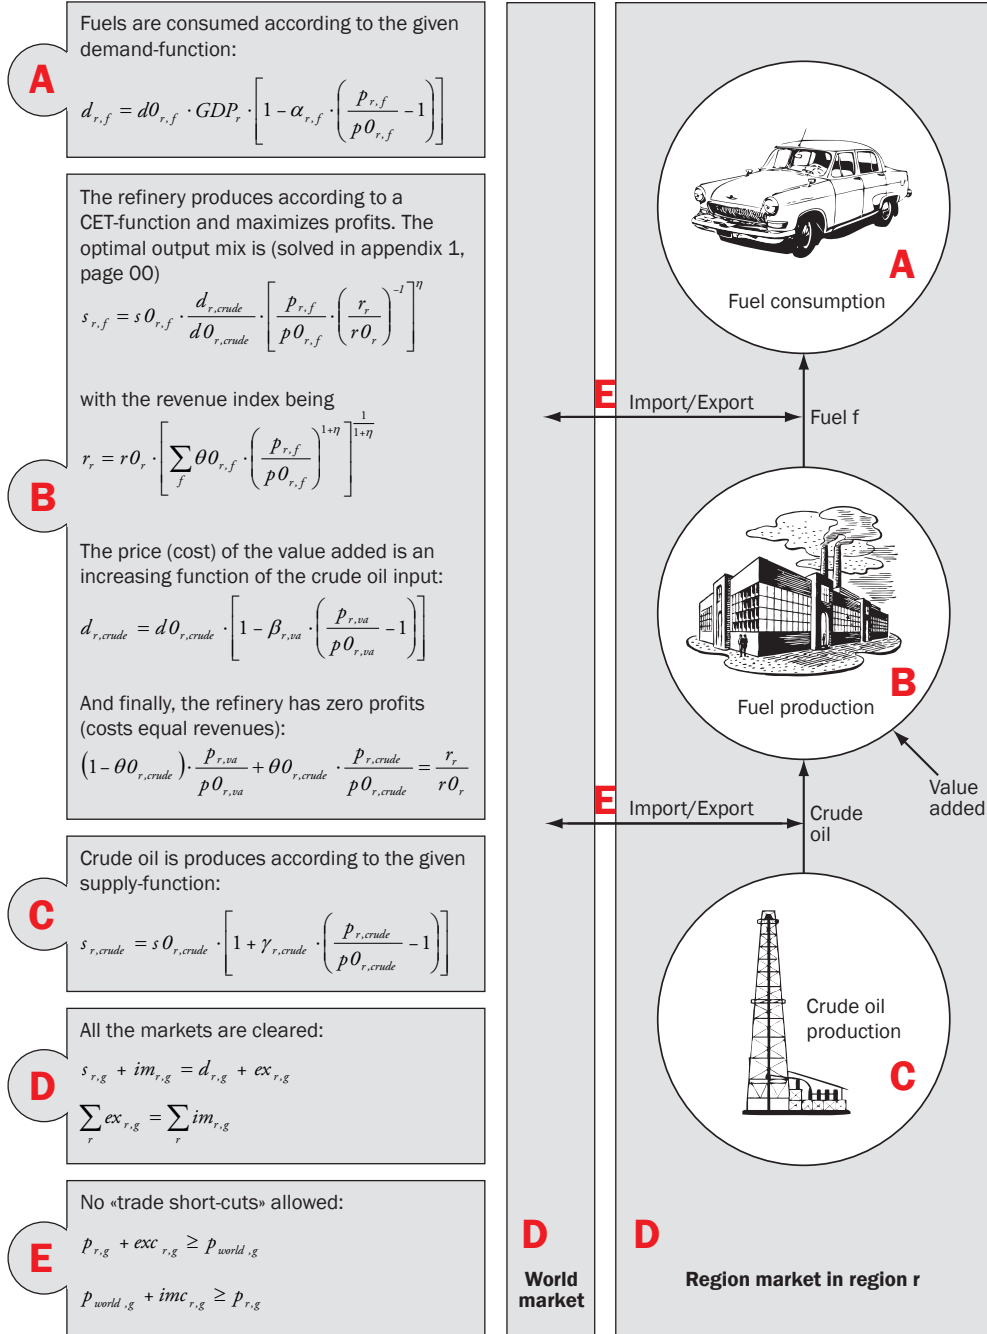 Fuels are consumed according to the given
demand-function:
A
d_{r,f} = d0_{r,f} · GDP_r · [1 – α_{r,f} · (p_{r,f} / p0_{r,f} – 1)]
The refinery produces according to a
CET-function and maximizes profits. The
optimal output mix is (solved in appendix 1,
page 00)
s_{r,f} = s0_{r,f} · d_{r,crude} / d0_{r,crude} · [p_{r,f} / p0_{r,f} · (r_r / r0_r)^{–1}]^η
with the revenue index being
r_r = r0_r · [∑_f θ0_{r,f} · (p_{r,f} / p0_{r,f})^{1+η}]^{1/(1+η)}
B
The price (cost) of the value added is an
increasing function of the crude oil input:
d_{r,crude} = d0_{r,crude} · [1 – β_{r,va} · (p_{r,va} / p0_{r,va} – 1)]
And finally, the refinery has zero profits
(costs equal revenues):
(1 – θ0_{r,crude}) · p_{r,va} / p0_{r,va} + θ0_{r,crude} · p_{r,crude} / p0_{r,crude} = r_r / r0_r
Crude oil is produces according to the given
supply-function:
C
s_{r,crude} = s0_{r,crude} · [1 + γ_{r,crude} · (p_{r,crude} / p0_{r,crude} – 1)]
All the markets are cleared:
D
s_{r,g} + im_{r,g} = d_{r,g} + ex_{r,g}
∑_r ex_{r,g} = ∑_r im_{r,g}
No «trade short-cuts» allowed:
E
p_{r,g} + exc_{r,g} ≥ p_{world,g}
p_{world,g} + imc_{r,g} ≥ p_{r,g}
D
World
market
A
Fuel consumption
E
Import/Export
Fuel f
B
Fuel production
Value
added
E
Import/Export
Crude
oil
Crude oil
production
C
D
Region market in region r